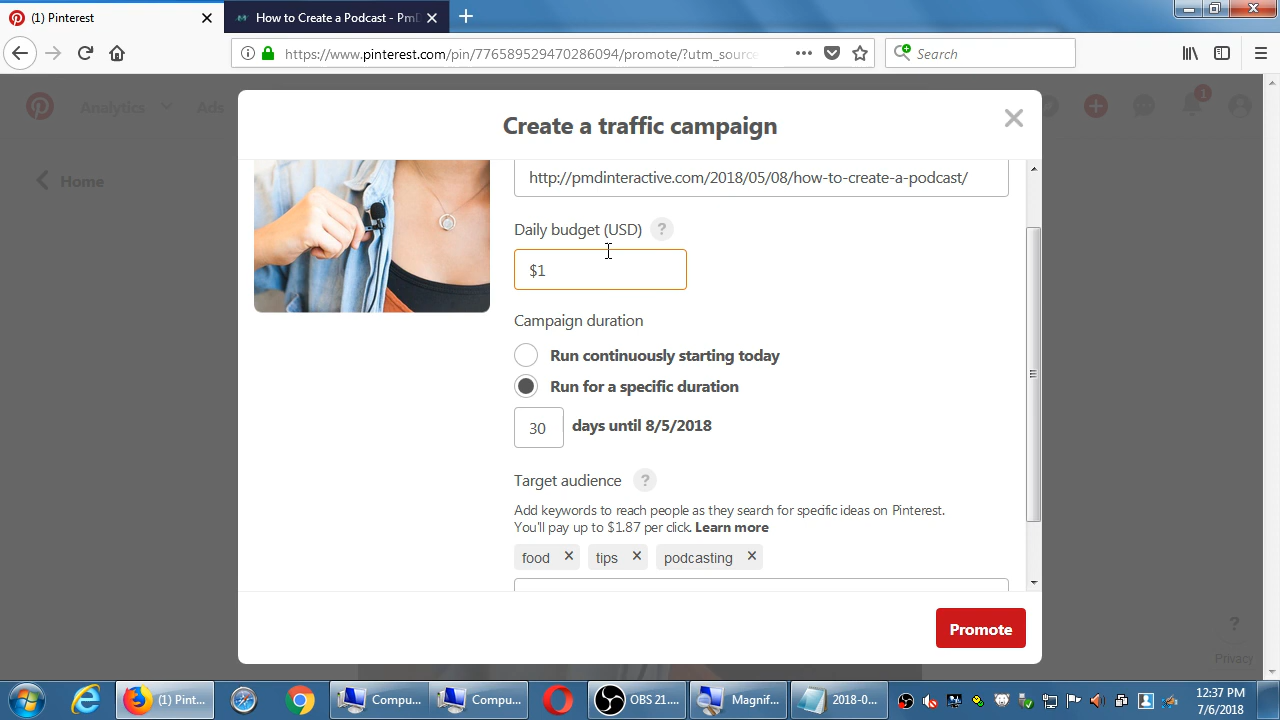 (1) Pinterest
How to Create a Podcast - PmD
https://www.pinterest.com/pin/776589529470286094/promote/?utm_source
Search
Analytics
Ads
1
Home
Create a traffic campaign
http://pmdinteractive.com/2018/05/08/how-to-create-a-podcast/
Daily budget (USD) ?
$1
Campaign duration
Run continuously starting today
Run for a specific duration
30 days until 8/5/2018
Target audience ?
Add keywords to reach people as they search for specific ideas on Pinterest.
You'll pay up to $1.87 per click. Learn more
food × tips × podcasting ×
Promote
?
Privacy
(1) Pint...
Compu...
Compu...
OBS 21....
Magnif...
2018-0...
12:37 PM
7/6/2018